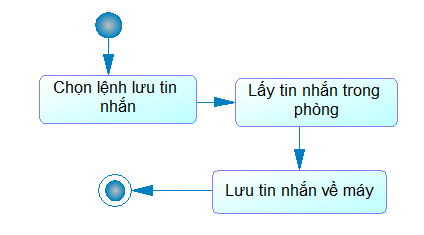 Chọn lệnh lưu tin
nhắn
Lấy tin nhắn trong
phòng
Lưu tin nhắn về máy